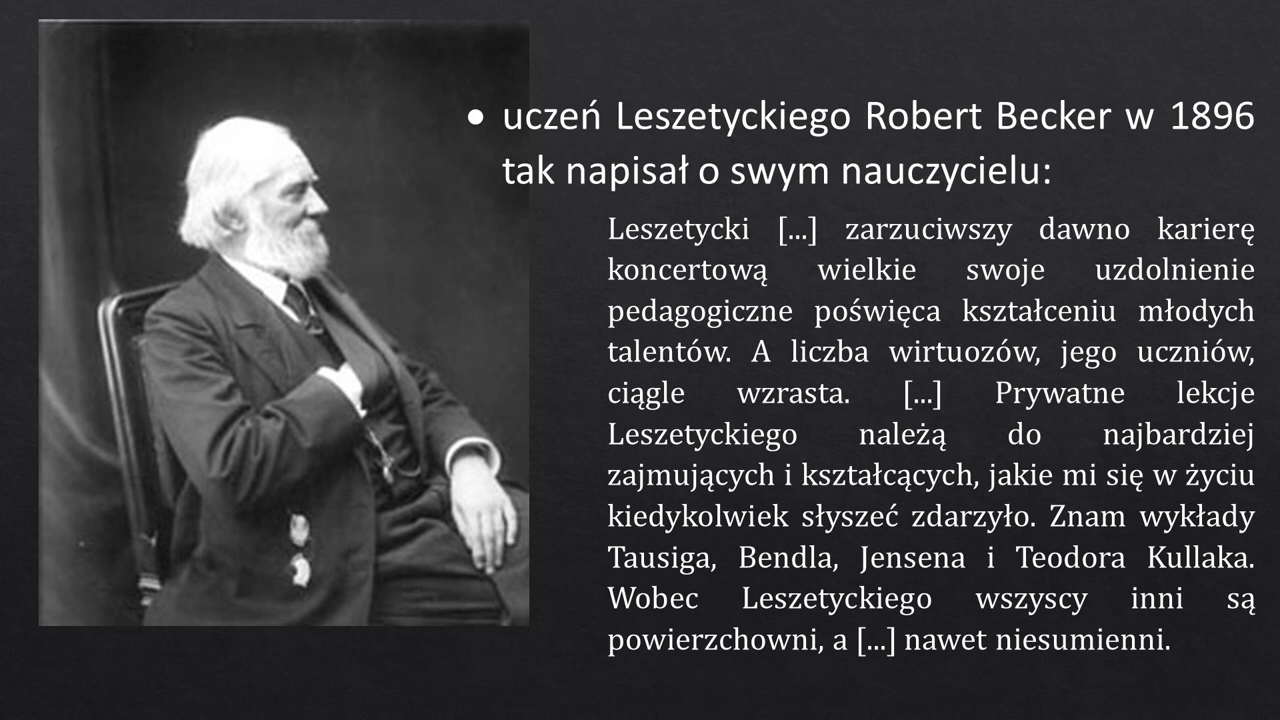 • uczeń Leszetyckiego Robert Becker w 1896
tak napisał o swym nauczycielu:
Leszetycki [...] zarzuciwszy dawno karierę
koncertową wielkie swoje uzdolnienie
pedagogiczne poświęca kształceniu młodych
talentów. A liczba wirtuozów, jego uczniów,
ciągle wzrasta. [...] Prywatne lekcje
Leszetyckiego należą do najbardziej
zajmujących i kształcących, jakie mi się w życiu
kiedykolwiek słyszeć zdarzyło. Znam wykłady
Tausiga, Bendla, Jensena i Teodora Kullaka.
Wobec Leszetyckiego wszyscy inni są
powierzchowni, a [...] nawet niesumienni.